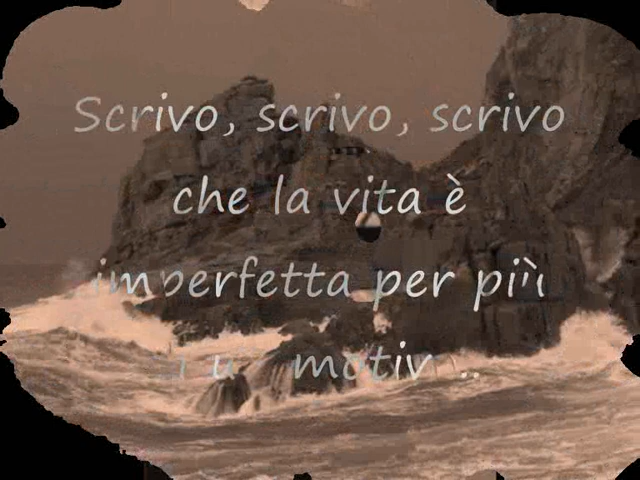 Scrivo, scrivo, scrivo
che la vita è
imperfetta per più